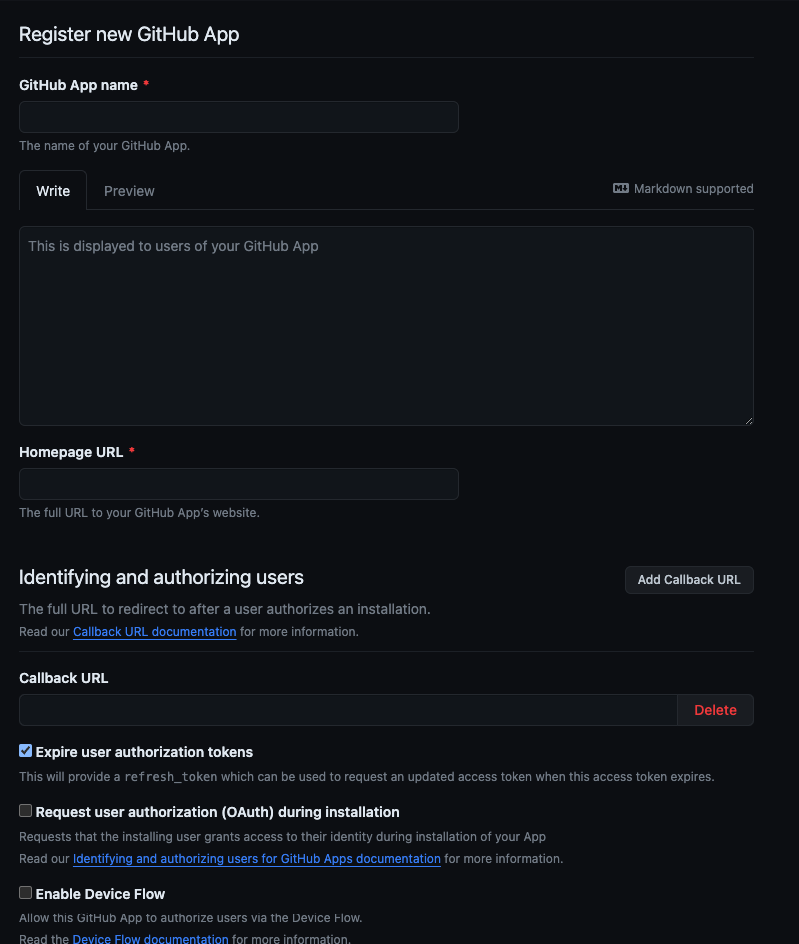 Register new GitHub App
GitHub App name *
The name of your GitHub App.
Write Preview Markdown supported
This is displayed to users of your GitHub App
Homepage URL *
The full URL to your GitHub App's website.
Identifying and authorizing users
Add Callback URL
The full URL to redirect to after a user authorizes an installation.
Read our Callback URL documentation for more information.
Callback URL
Delete
Expire user authorization tokens
This will provide a refresh_token which can be used to request an updated access token when this access token expires.
Request user authorization (OAuth) during installation
Requests that the installing user grants access to their identity during installation of your App
Read our Identifying and authorizing users for GitHub Apps documentation for more information.
Enable Device Flow
Allow this GitHub App to authorize users via the Device Flow.
Read the Device Flow documentation for more information.